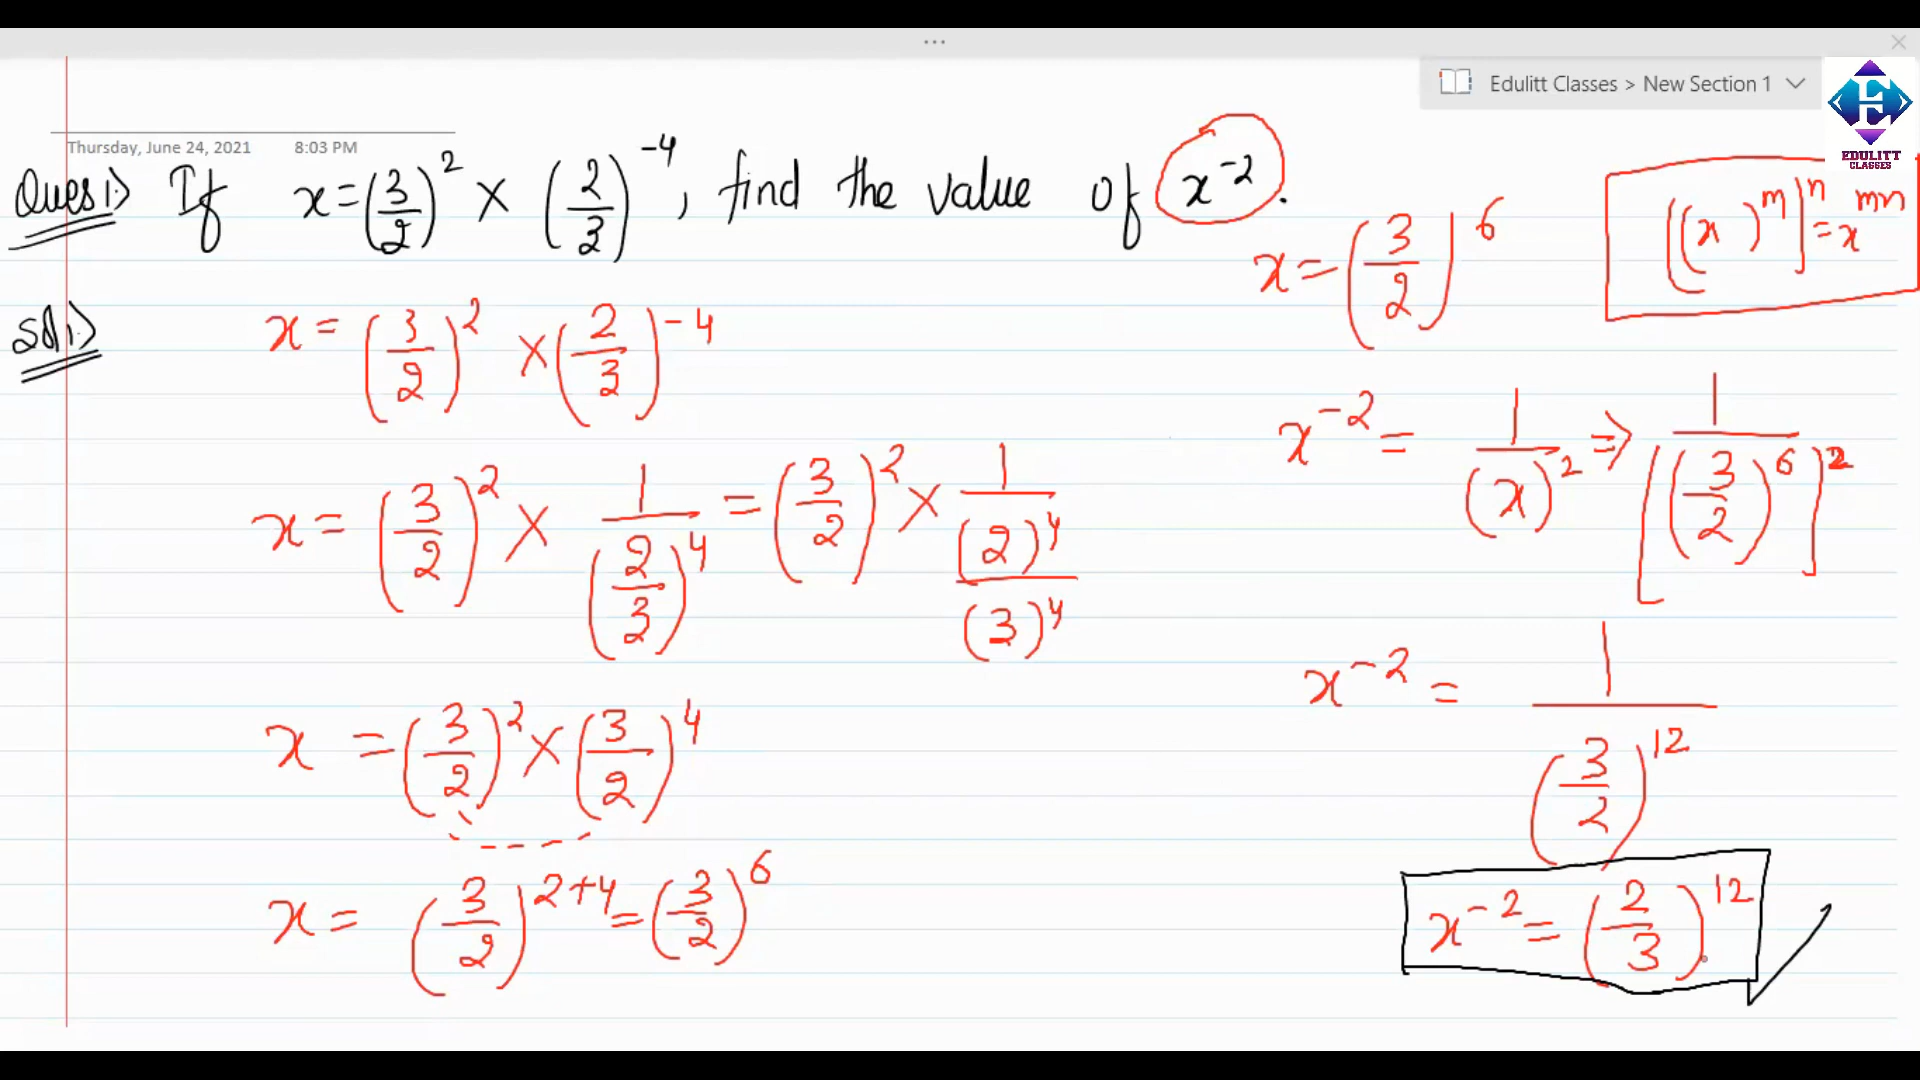 ...
Edulitt Classes > New Section 1
EDULITT
CLASSES
Thursday, June 24, 2021 8:03 PM
Ques1) If x=(3/2)^2 × (2/3)^-4, find the value of x^-2.
Sol1)
x = (3/2)^2 × (2/3)^-4
x = (3/2)^2 × 1/(2/3)^4 = (3/2)^2 × 1/((2)^4/(3)^4)
x = (3/2)^2 × (3/2)^4
x = (3/2)^2+4 = (3/2)^6
x = (3/2)^6
[(x)^m]^n = x^mn
x^-2 = 1/(x)^2 ⇒ 1/[(3/2)^6]^2
x^-2 = 1/(3/2)^12
x^-2 = (2/3)^12